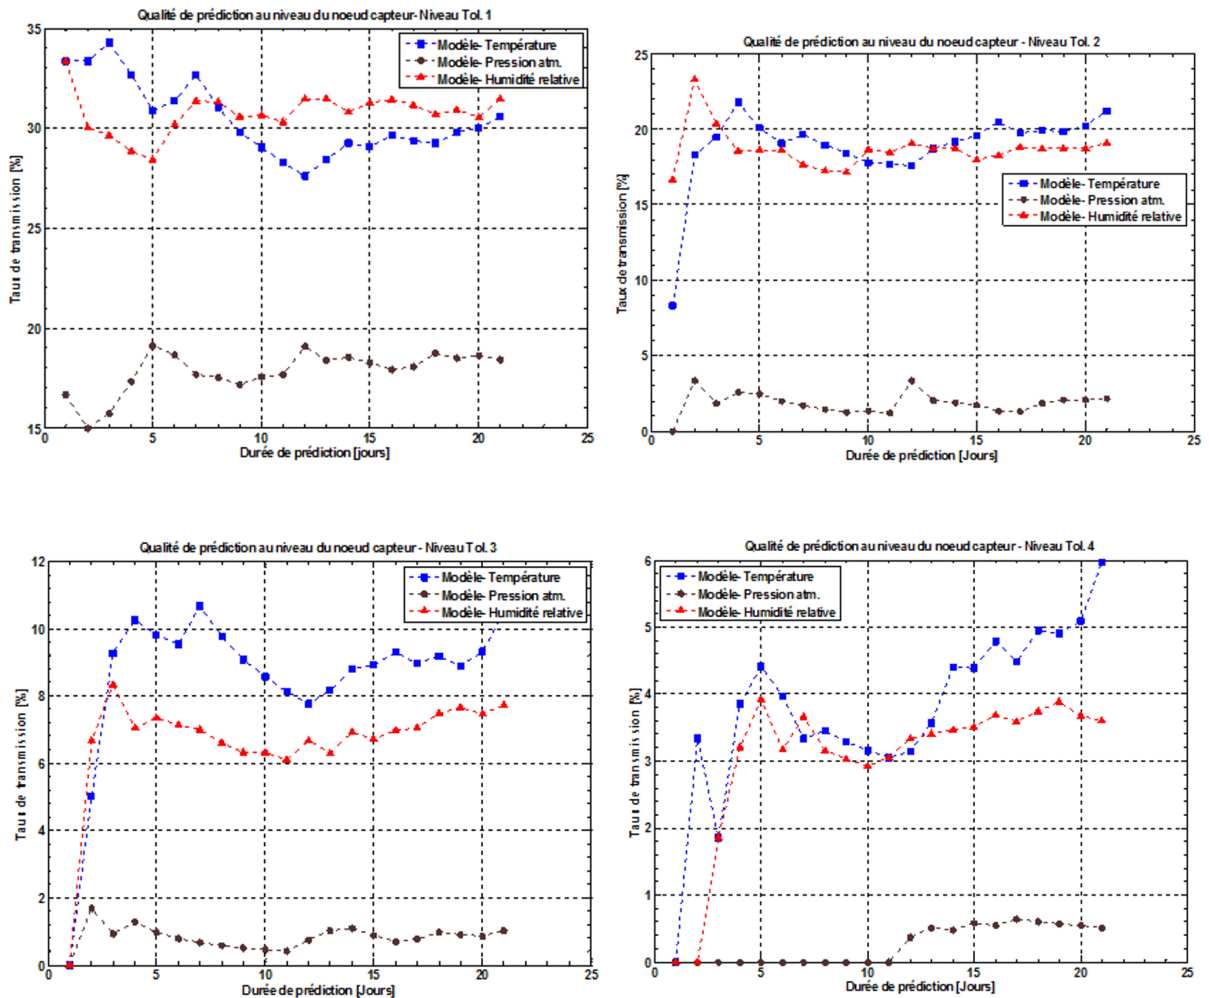 Qualité de prédiction au niveau du noeud capteur- Niveau Tol. 1
35
30
25
20
15
Taux de transmission [%]
Modèle- Température
Modèle- Pression atm.
Modèle- Humidité relative
0 5 10 15 20 25
Durée de prédiction [jours]
Qualité de prédiction au niveau du noeud capteur - Niveau Tol. 2
25
20
15
10
5
0
Taux de transmission [%]
Modèle- Température
Modèle- Pression atm.
Modèle- Humidité relative
0 5 10 15 20 25
Durée de prédiction [Jours]
Qualité de prédiction au niveau du noeud capteur - Niveau Tol. 3
12
10
8
6
4
2
0
Taux de transmission [%]
Modèle- Température
Modèle- Pression atm.
Modèle- Humidité relative
0 5 10 15 20 25
Durée de prédiction [Jours]
Qualité de prédiction au niveau du noeud capteur - Niveau Tol. 4
6
5
4
3
2
1
0
Taux de transmission [%]
Modèle- Température
Modèle- Pression atm.
Modèle- Humidité relative
0 5 10 15 20 25
Durée de prédiction [Jours]